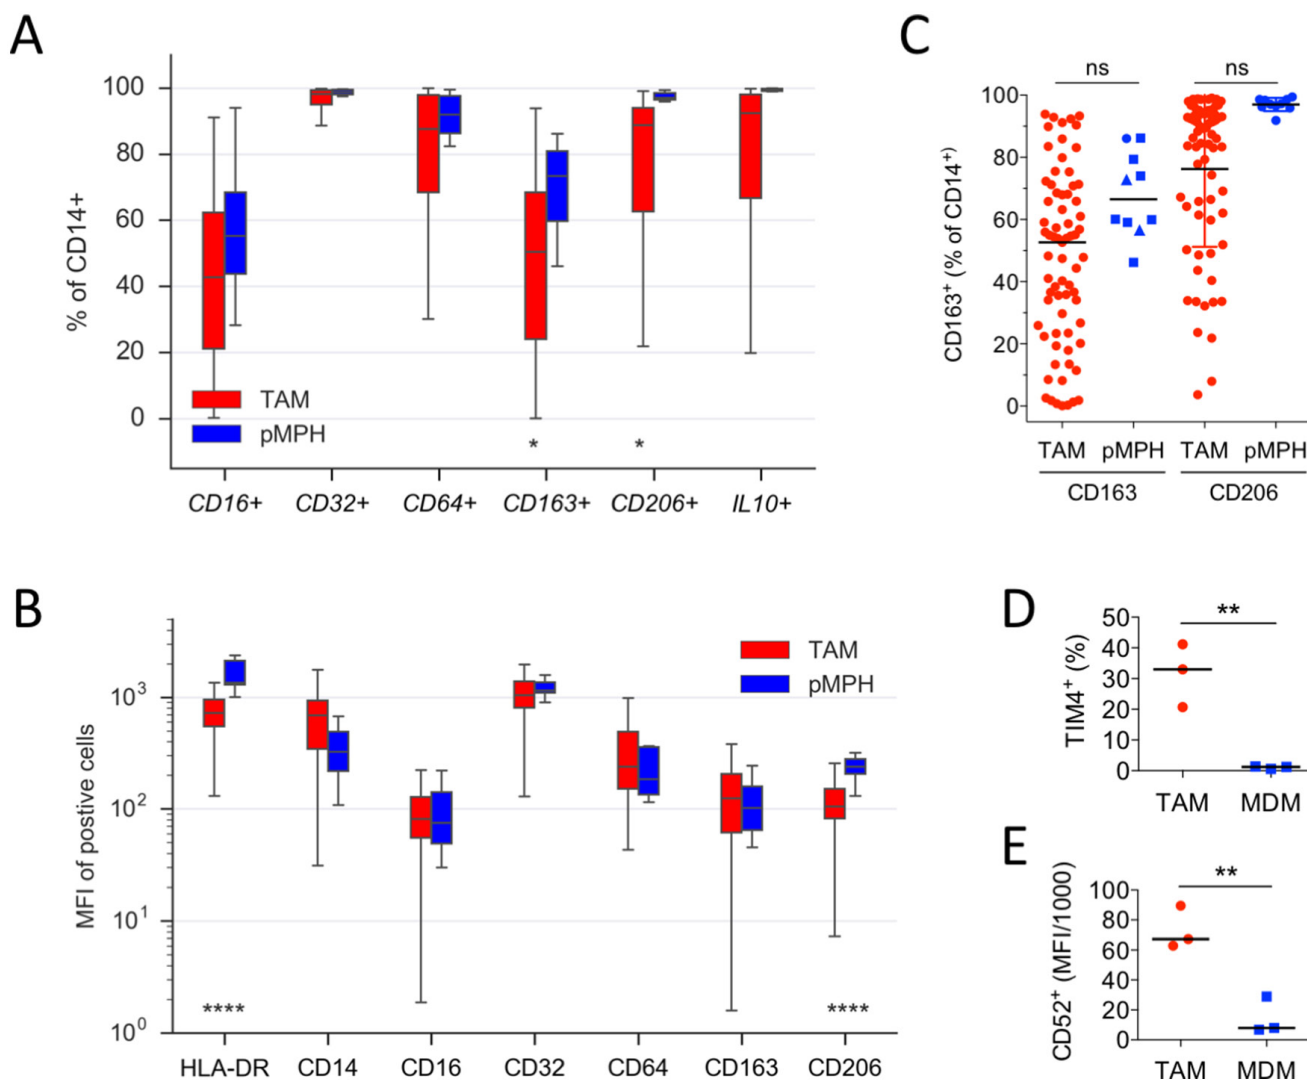 A
% of CD14+
100
80
60
40
20
0
TAM
pMPH
* *
CD16+ CD32+ CD64+ CD163+ CD206+ IL10+
C
ns ns
CD163⁺ (% of CD14⁺)
100
80
60
40
20
0
TAM pMPH TAM pMPH
CD163 CD206
B
MFI of postive cells
10³
10²
10¹
10⁰
TAM
pMPH
**** ****
HLA-DR CD14 CD16 CD32 CD64 CD163 CD206
D
**
TIM4⁺ (%)
50
40
30
20
10
0
TAM MDM
E
**
CD52⁺ (MFI/1000)
100
80
60
40
20
0
TAM MDM